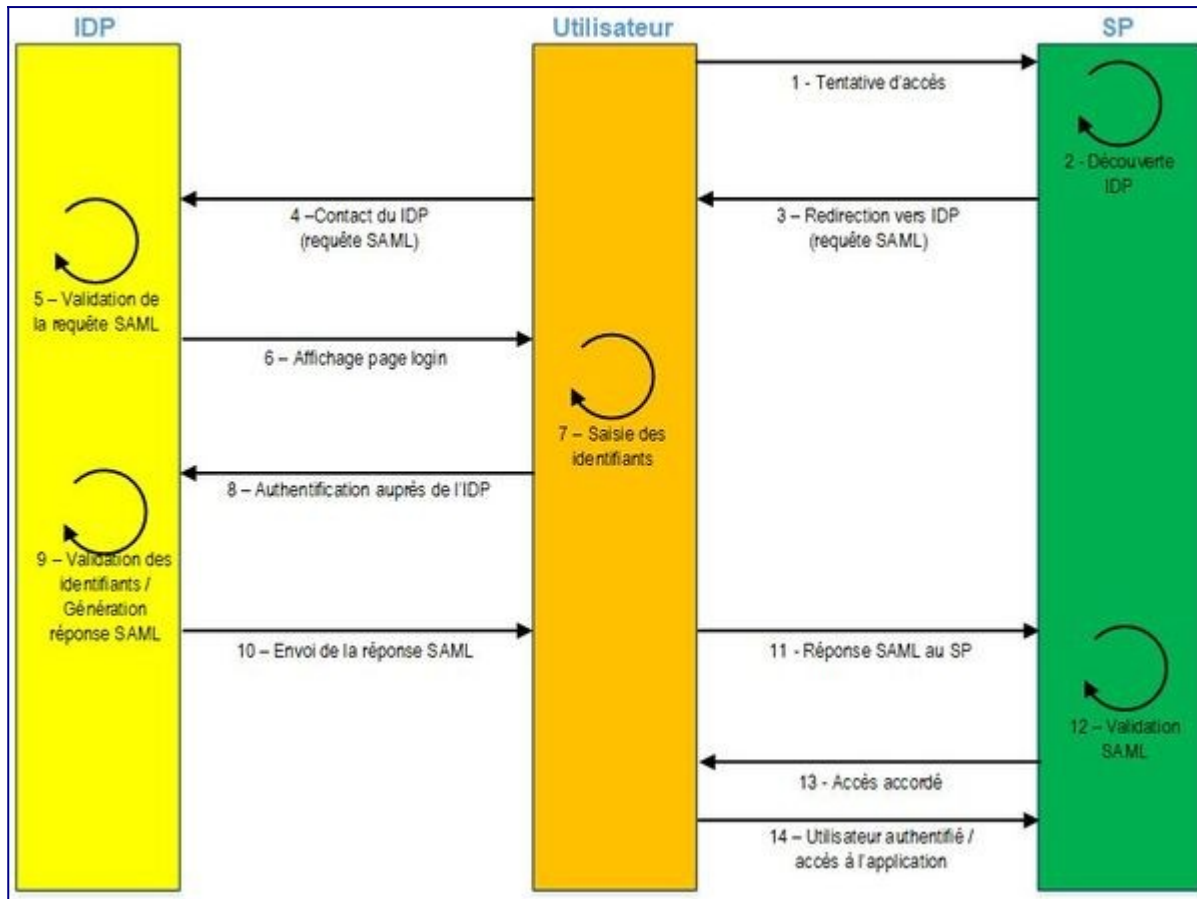 IDP
Utilisateur
SP
1 - Tentative d'accès
2 - Découverte
IDP
3 – Redirection vers IDP
(requête SAML)
4 –Contact du IDP
(requête SAML)
5 – Validation de
la requête SAML
6 – Affichage page login
7 – Saisie des
identifiants
8 – Authentification auprès de l'IDP
9 – Validation des
identifiants /
Génération
réponse SAML
10 – Envoi de la réponse SAML
11 - Réponse SAML au SP
12 – Validation
SAML
13 - Accès accordé
14 – Utilisateur authentifié /
accès à l'application